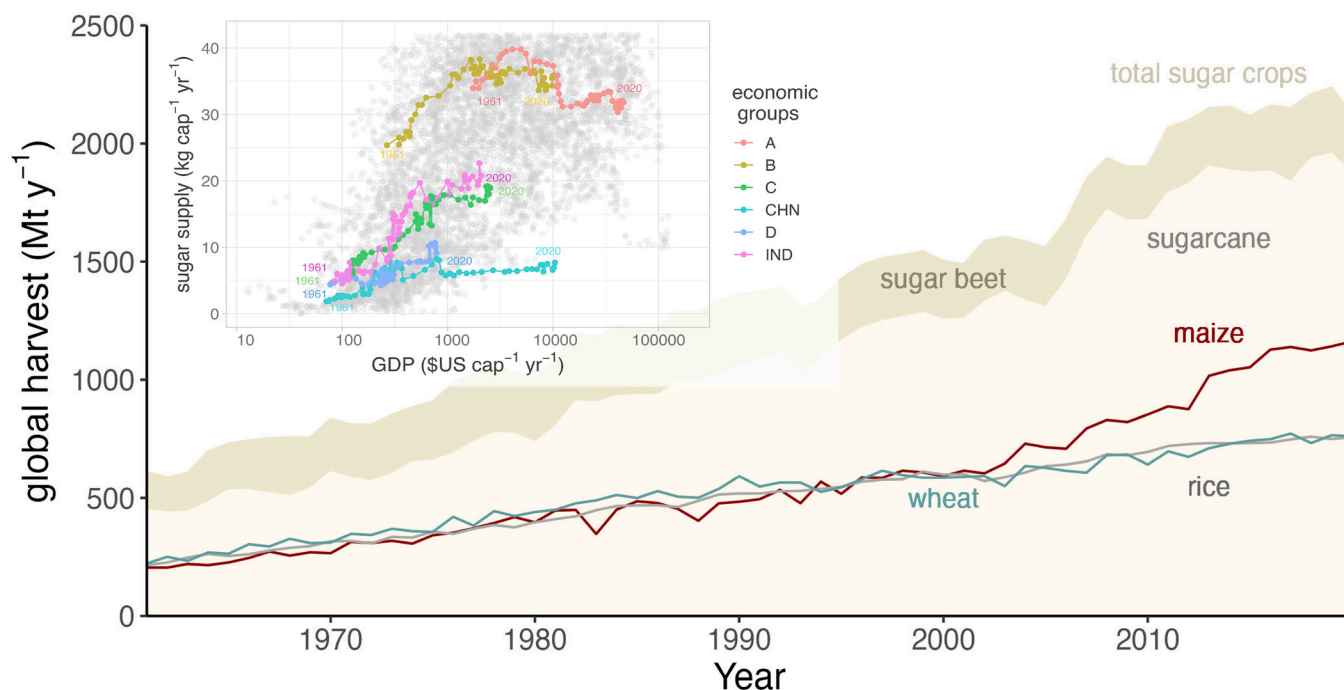 2500
2000
1500
1000
500
0
global harvest (Mt y⁻¹)
1970
1980
1990
2000
2010
Year
total sugar crops
sugarcane
sugar beet
maize
wheat
rice
40
30
20
10
0
sugar supply (kg cap⁻¹ yr⁻¹)
10
100
1000
10000
100000
GDP ($US cap⁻¹ yr⁻¹)
1961
2020
2020
1961
2020
2020
1961
1961
1961
1961
2020
2020
economic
groups
A
B
C
CHN
D
IND